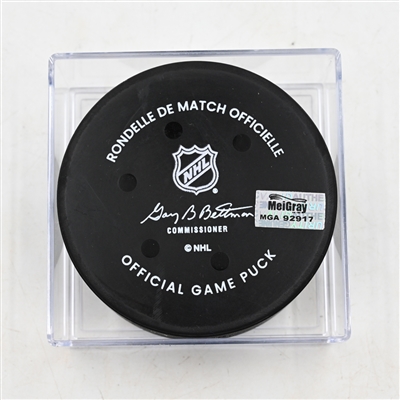 RONDELLE DE MATCH OFFICIELLE
NHL
Gary B Bettman
COMMISSIONER
© NHL
OFFICIAL GAME PUCK
MeiGray
MGA 92917